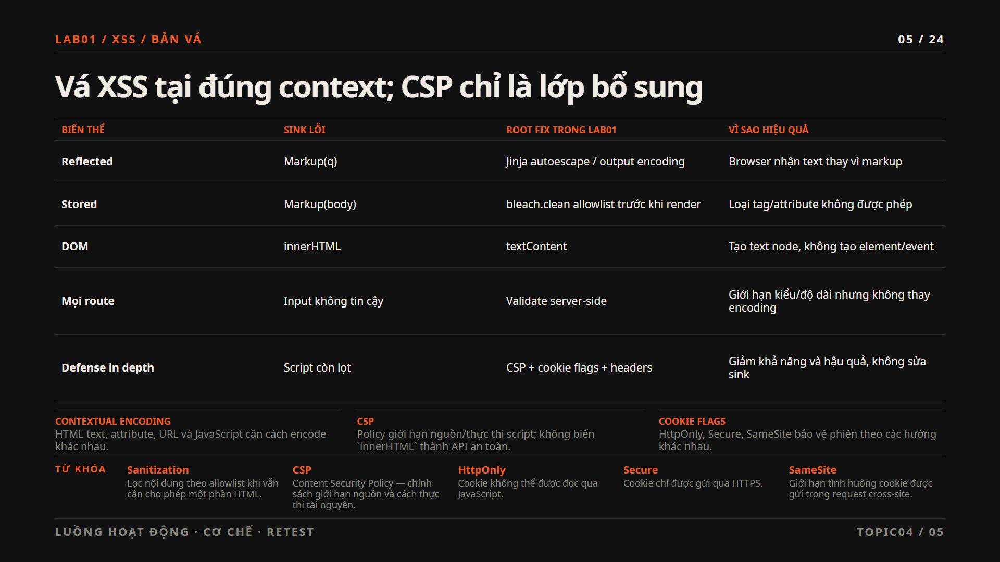 LAB01 / XSS / BẢN VÁ
05 / 24
Vá XSS tại đúng context; CSP chỉ là lớp bổ sung
BIẾN THỂ
SINK LỖI
ROOT FIX TRONG LAB01
VÌ SAO HIỆU QUẢ
Reflected
Markup(q)
Jinja autoescape / output encoding
Browser nhận text thay vì markup
Stored
Markup(body)
bleach.clean allowlist trước khi render
Loại tag/attribute không được phép
DOM
innerHTML
textContent
Tạo text node, không tạo element/event
Mọi route
Input không tin cậy
Validate server-side
Giới hạn kiểu/độ dài nhưng không thay
encoding
Defense in depth
Script còn lọt
CSP + cookie flags + headers
Giảm khả năng và hậu quả, không sửa
sink
CONTEXTUAL ENCODING
HTML text, attribute, URL và JavaScript cần cách encode
khác nhau.
CSP
Policy giới hạn nguồn/thực thi script; không biến
`innerHTML` thành API an toàn.
COOKIE FLAGS
HttpOnly, Secure, SameSite bảo vệ phiên theo các hướng
khác nhau.
TỪ KHÓA
Sanitization
Lọc nội dung theo allowlist khi vẫn
cần cho phép một phần HTML.
CSP
Content Security Policy — chính
sách giới hạn nguồn và cách thực
thi tài nguyên.
HttpOnly
Cookie không thể được đọc qua
JavaScript.
Secure
Cookie chỉ được gửi qua HTTPS.
SameSite
Giới hạn tình huống cookie được
gửi trong request cross-site.
LUỒNG HOẠT ĐỘNG · CƠ CHẾ · RETEST
TOPIC04 / 05